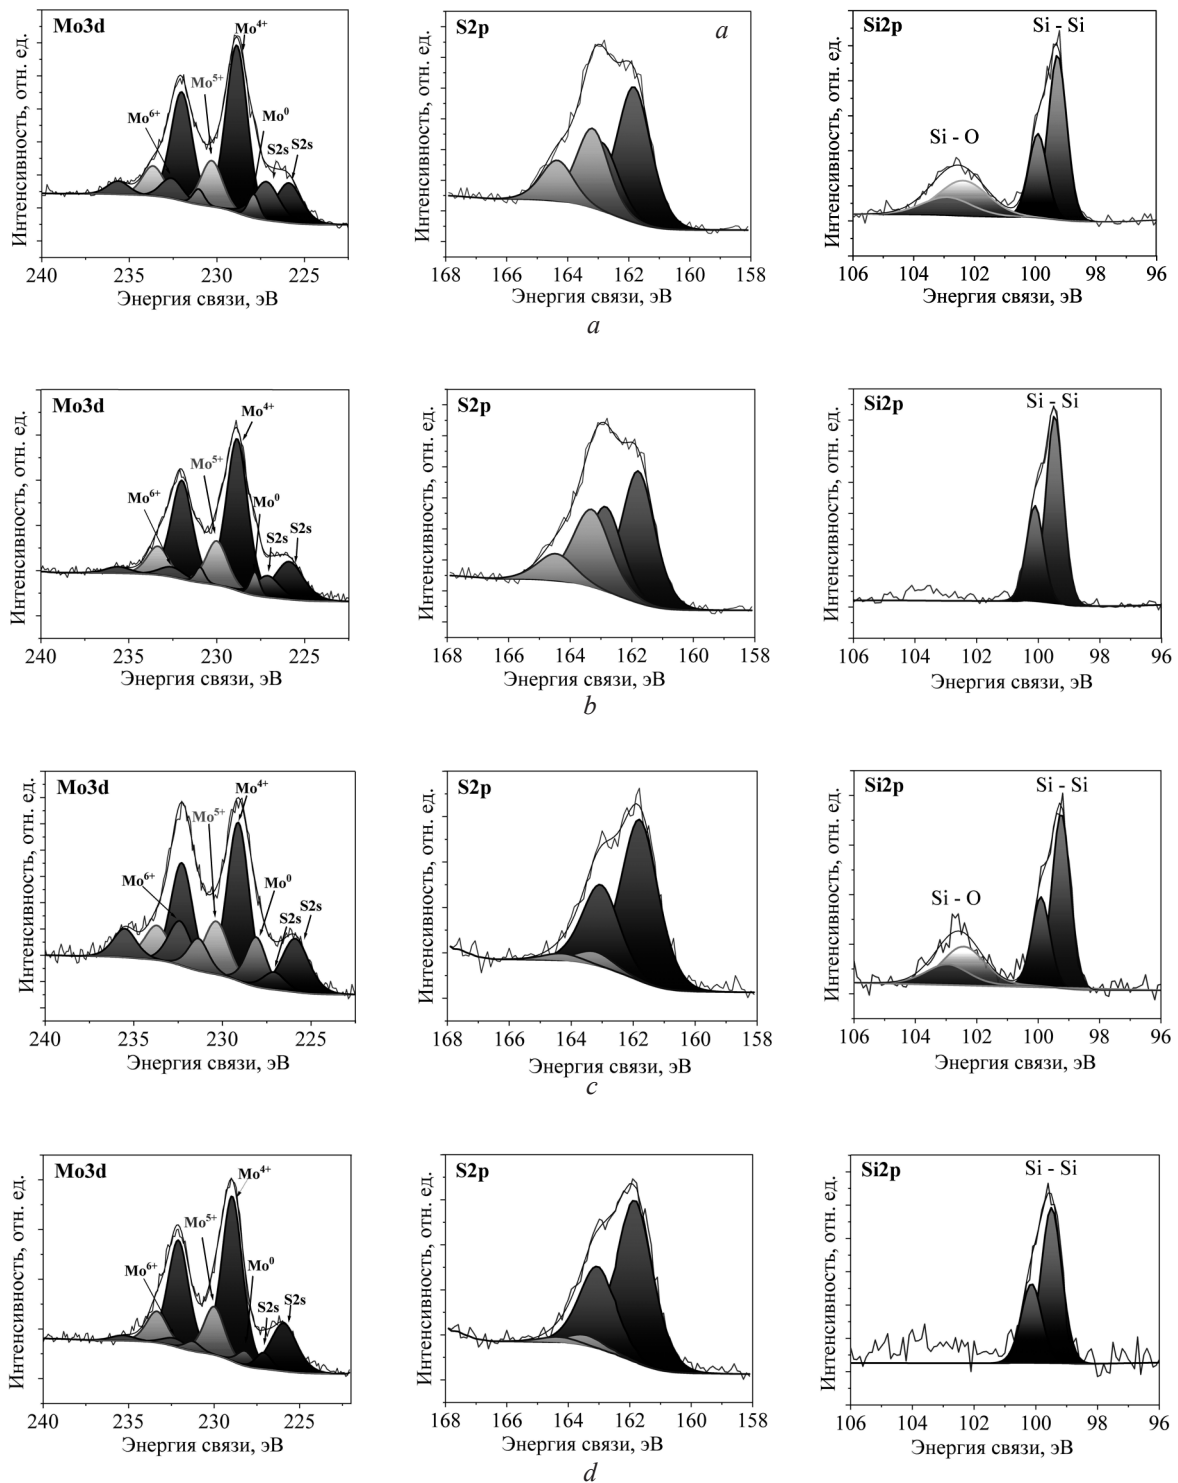 Mo3d
Mo4+
Mo5+
Mo6+
Mo0
S2s
S2s
Интенсивность, отн. ед.
240 235 230 225
Энергия связи, эВ
S2p
a
Интенсивность, отн. ед.
168 166 164 162 160 158
Энергия связи, эВ
Si2p
Si - Si
Si - O
Интенсивность, отн. ед.
106 104 102 100 98 96
Энергия связи, эВ
a
Mo3d
Mo4+
Mo5+
Mo6+
Mo0
S2s
S2s
Интенсивность, отн. ед.
240 235 230 225
Энергия связи, эВ
S2p
Интенсивность, отн. ед.
168 166 164 162 160 158
Энергия связи, эВ
Si2p
Si - Si
Интенсивность, отн. ед.
106 104 102 100 98 96
Энергия связи, эВ
b
Mo3d
Mo4+
Mo5+
Mo6+
Mo0
S2s
S2s
Интенсивность, отн. ед.
240 235 230 225
Энергия связи, эВ
S2p
Интенсивность, отн. ед.
168 166 164 162 160 158
Энергия связи, эВ
Si2p
Si - Si
Si - O
Интенсивность, отн. ед.
106 104 102 100 98 96
Энергия связи, эВ
c
Mo3d
Mo4+
Mo5+
Mo6+
Mo0
S2s
S2s
Интенсивность, отн. ед.
240 235 230 225
Энергия связи, эВ
S2p
Интенсивность, отн. ед.
168 166 164 162 160 158
Энергия связи, эВ
Si2p
Si - Si
Интенсивность, отн. ед.
106 104 102 100 98 96
Энергия связи, эВ
d